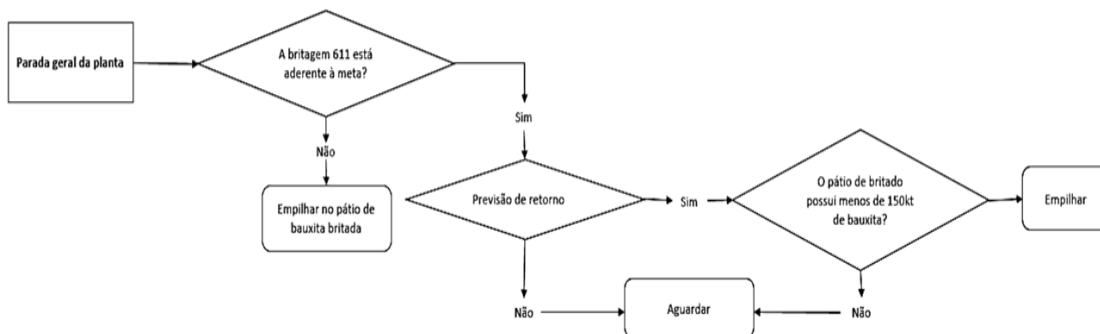 Parada geral da planta
A britagem 611 está
aderente à meta?
Sim
Não
Empilhar no pátio de
bauxita britada
Previsão de retorno
Sim
O pátio de britado
possui menos de 150kt
de bauxita?
Empilhar
Não
Aguardar
Não